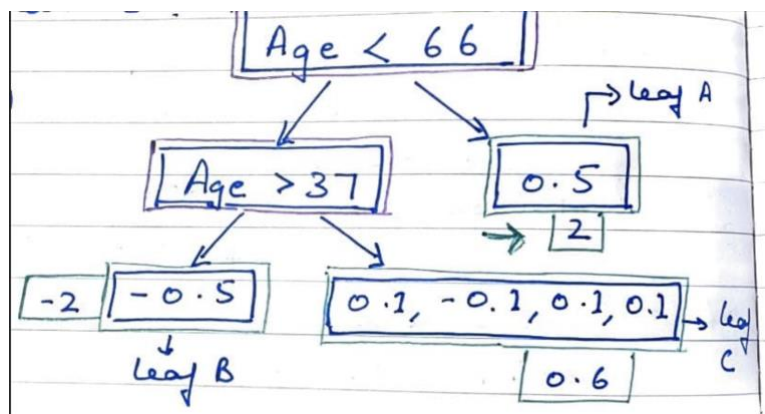 Age < 66
leaf A
Age > 37
0.5
2
-2
-0.5
0.1, -0.1, 0.1, 0.1
leaf
C
leaf B
0.6